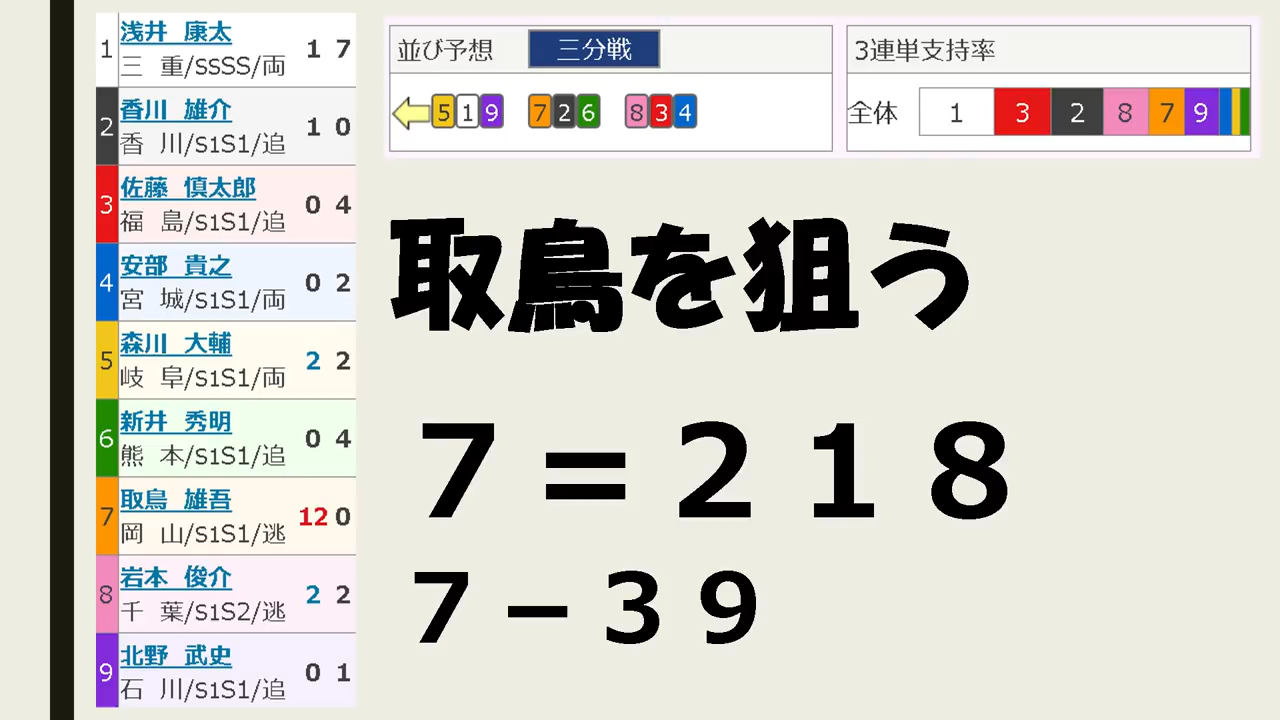 1 浅井 康太 1 7
三 重/ssSS/両
2 香川 雄介 1 0
香 川/S1S1/追
3 佐藤 慎太郎 0 4
福 島/S1S1/追
4 安部 貴之 0 2
宮 城/S1S1/両
5 森川 大輔 2 2
岐 阜/S1S1/両
6 新井 秀明 0 4
熊 本/S1S1/追
7 取鳥 雄吾 12 0
岡 山/S1S1/逃
8 岩本 俊介 2 2
千 葉/S1S2/逃
9 北野 武史 0 1
石 川/S1S1/追
並び予想 三分戦
5 1 9 7 2 6 8 3 4
3連単支持率
全体 1 3 2 8 7 9
取鳥を狙う
7=218
7−39